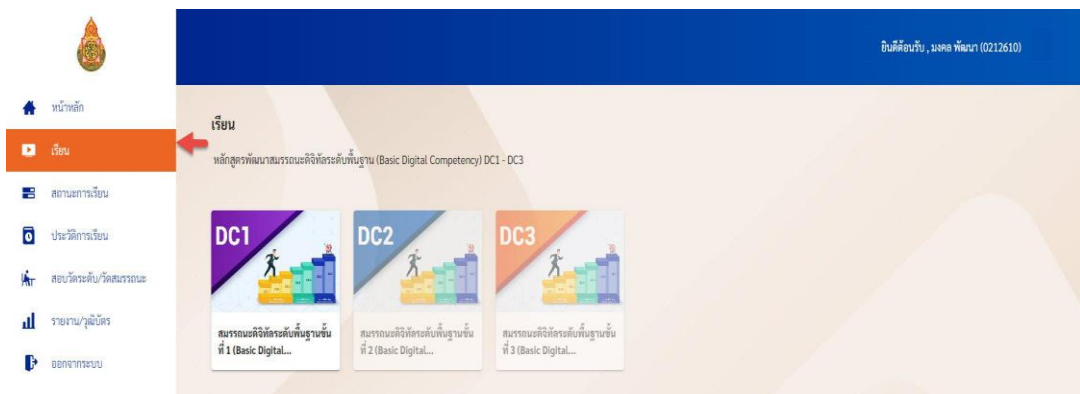 ยินดีต้อนรับ , มงคล พัฒนา (0212610)
หน้าหลัก
เรียน
สถานะการเรียน
ประวัติการเรียน
สอบวัดระดับ/วัดสมรรถนะ
รายงาน/วุฒิบัตร
ออกจากระบบ
เรียน
หลักสูตรพัฒนาสมรรถนะดิจิทัลระดับพื้นฐาน (Basic Digital Competency) DC1 - DC3
DC1
สมรรถนะดิจิทัลระดับพื้นฐานขั้น
ที่ 1 (Basic Digital...
DC2
สมรรถนะดิจิทัลระดับพื้นฐานขั้น
ที่ 2 (Basic Digital...
DC3
สมรรถนะดิจิทัลระดับพื้นฐานขั้น
ที่ 3 (Basic Digital...